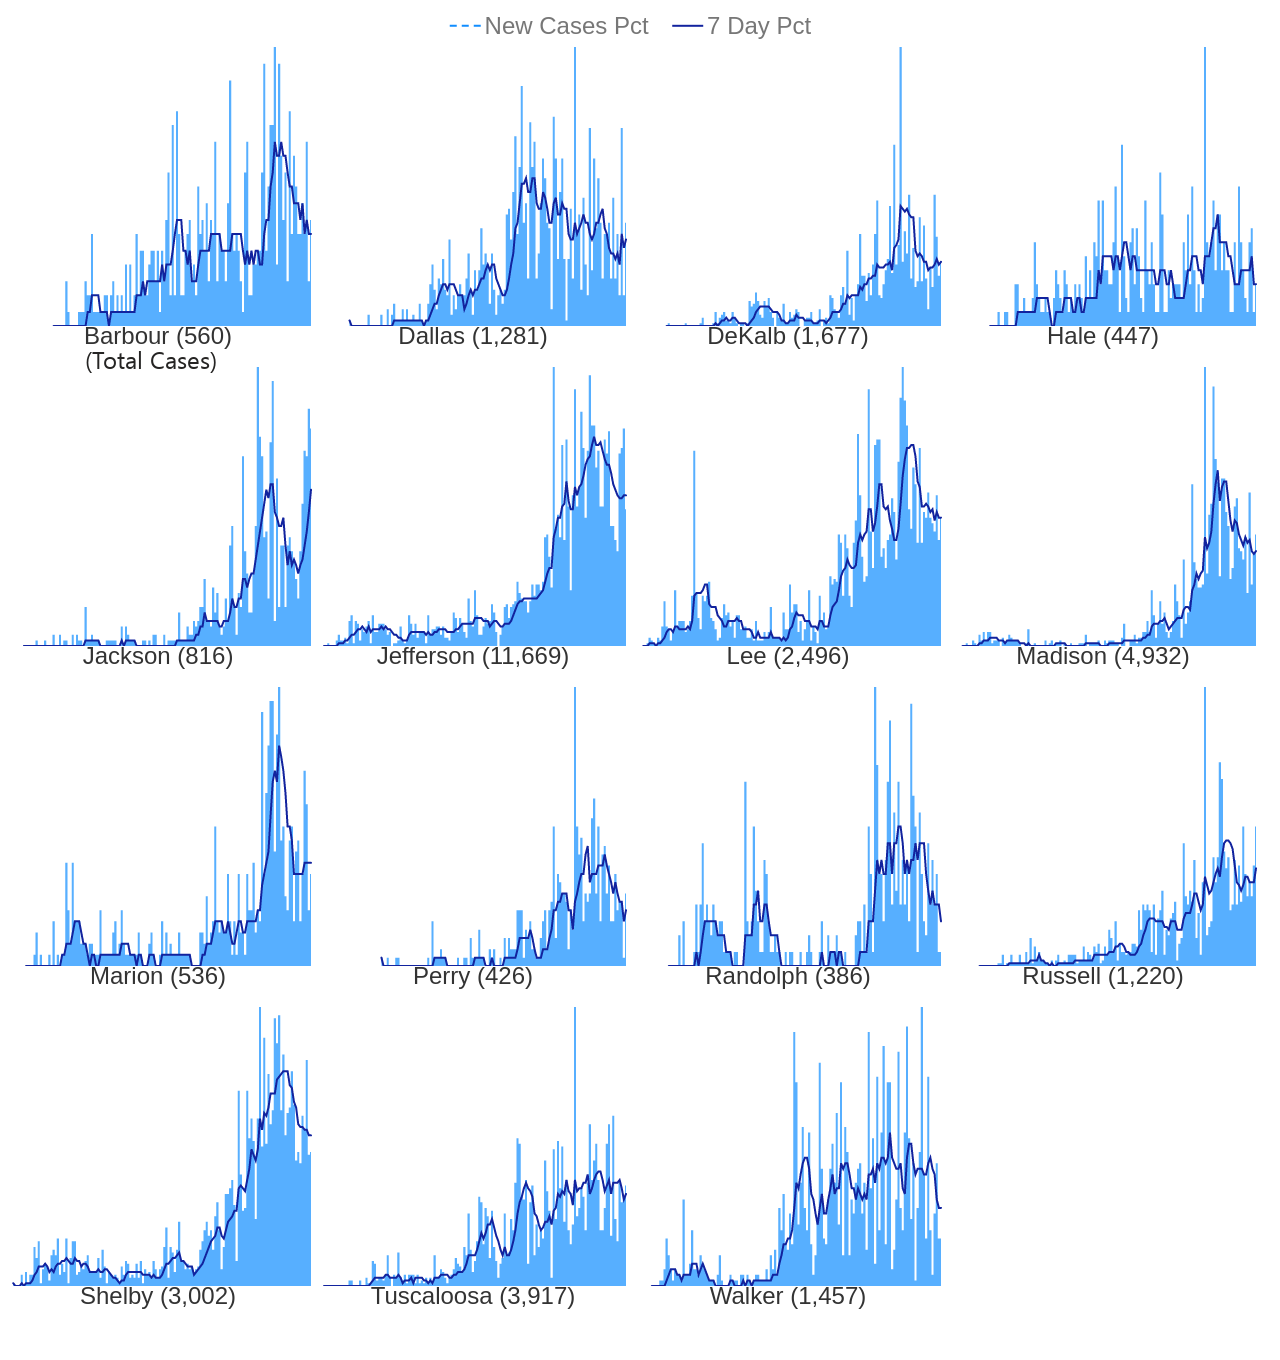 New Cases Pct 7 Day Pct
Barbour (560) Dallas (1,281) DeKalb (1,677) Hale (447)
(Total Cases)
Jackson (816) Jefferson (11,669) Lee (2,496) Madison (4,932)
Marion (536) Perry (426) Randolph (386) Russell (1,220)
Shelby (3,002) Tuscaloosa (3,917) Walker (1,457)